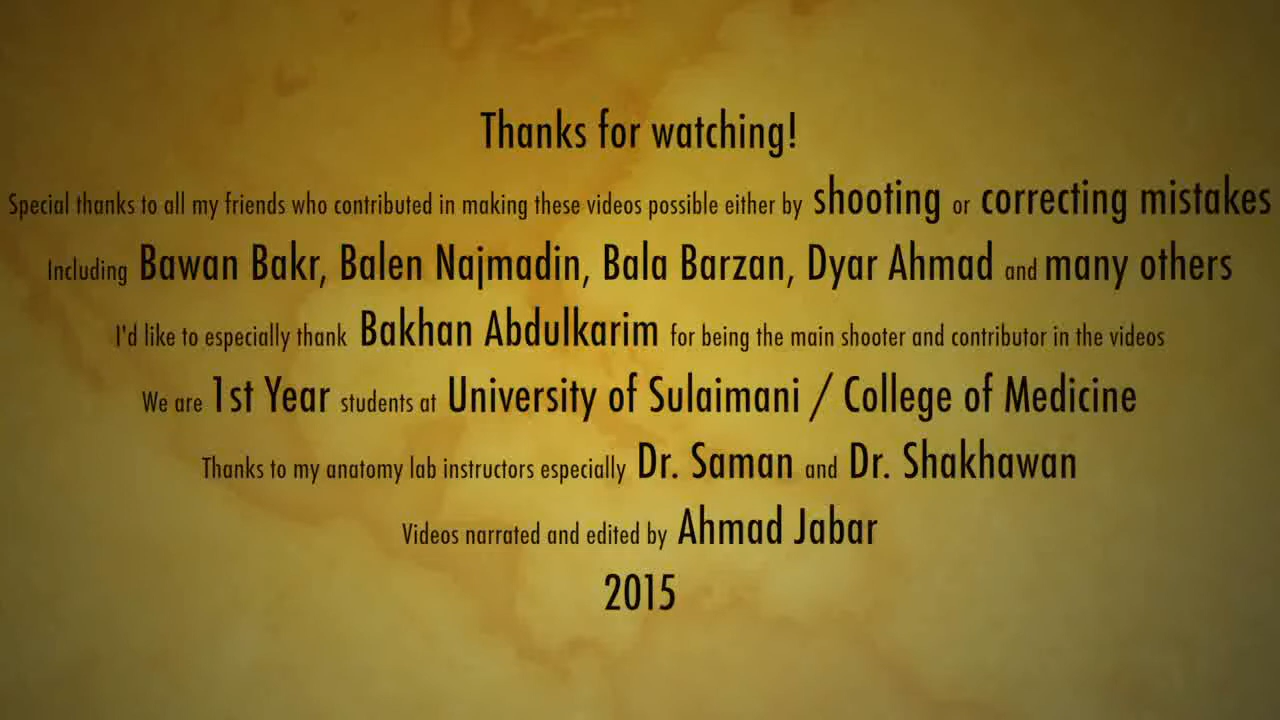 Thanks for watching!
Special thanks to all my friends who contributed in making these videos possible either by shooting or correcting mistakes
Including Bawan Bakr, Balen Najmadin, Bala Barzan, Dyar Ahmad and many others
I'd like to especially thank Bakhan Abdulkarim for being the main shooter and contributor in the videos
We are 1st Year students at University of Sulaimani / College of Medicine
Thanks to my anatomy lab instructors especially Dr. Saman and Dr. Shakhawan
Videos narrated and edited by Ahmad Jabar
2015